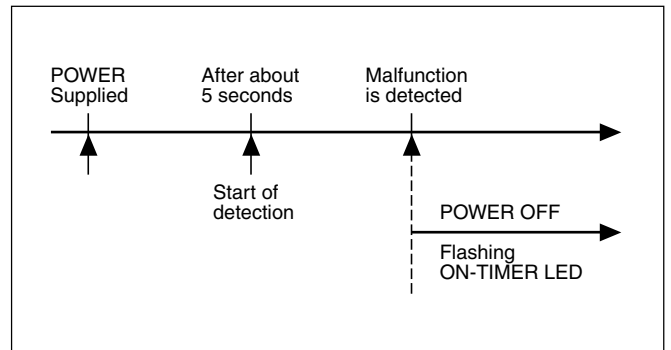 POWER
Supplied
After about
5 seconds
Malfunction
is detected
Start of
detection
POWER OFF
Flashing
ON-TIMER LED